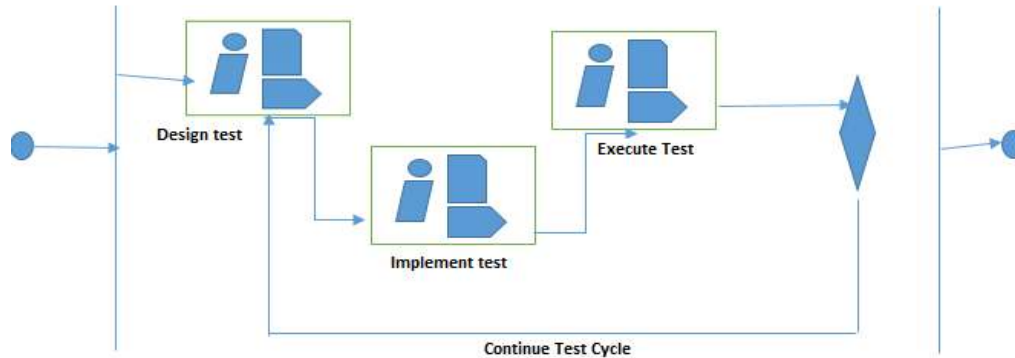 Design test
Execute Test
Implement test
Continue Test Cycle